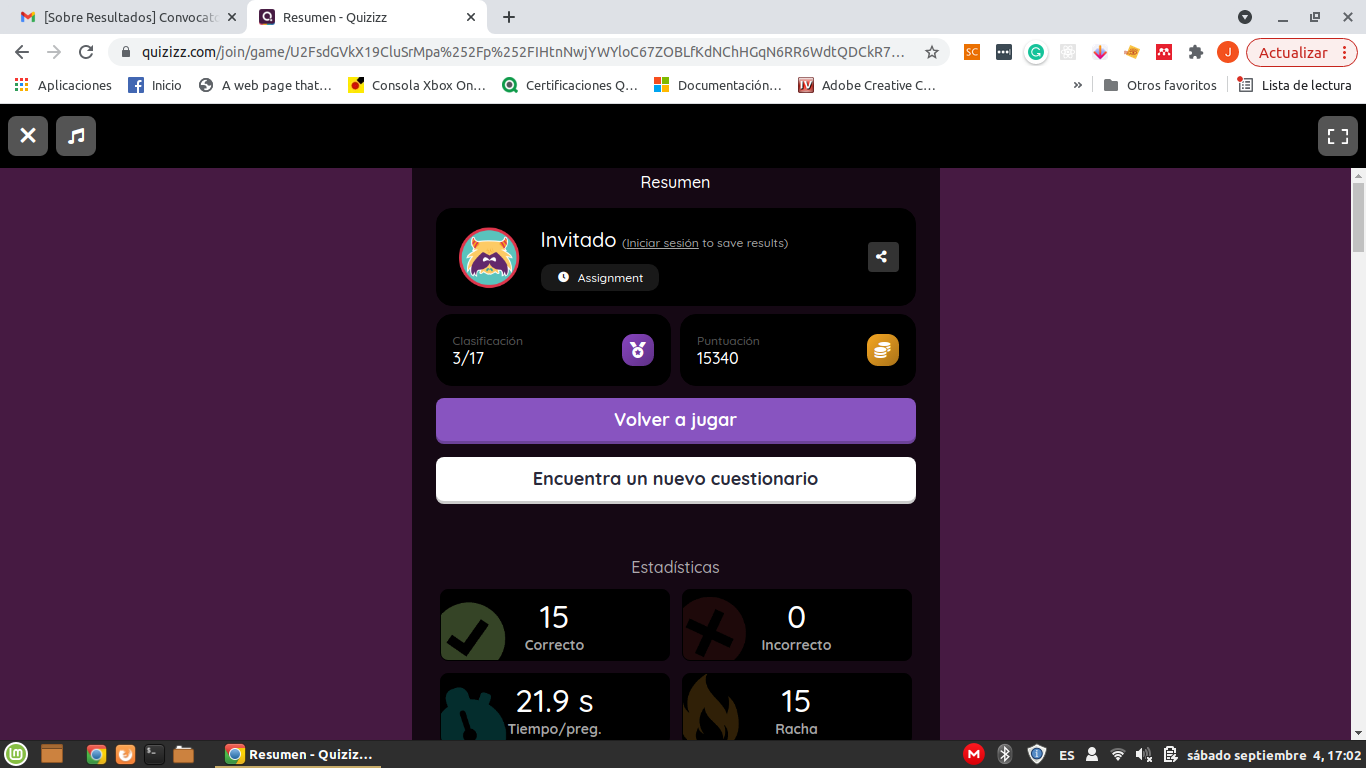 [Sobre Resultados] Convocato
Resumen - Quizizz
quizizz.com/join/game/U2FsdGVkX19CluSrMpa%252Fp%252FIHtnNwjYWYloC67ZOBLfKdNChHGqN6RR6WdtQDCkR7…
SC
J
Actualizar
Aplicaciones
Inicio
A web page that…
Consola Xbox On…
Certificaciones Q…
Documentación…
Adobe Creative C…
»
Otros favoritos
Lista de lectura
Resumen
Invitado (Iniciar sesión to save results)
Assignment
Clasificación
3/17
Puntuación
15340
Volver a jugar
Encuentra un nuevo cuestionario
Estadísticas
15
Correcto
0
Incorrecto
21.9 s
Tiempo/preg.
15
Racha
Resumen - Quiziz…
ES
sábado septiembre 4, 17:02